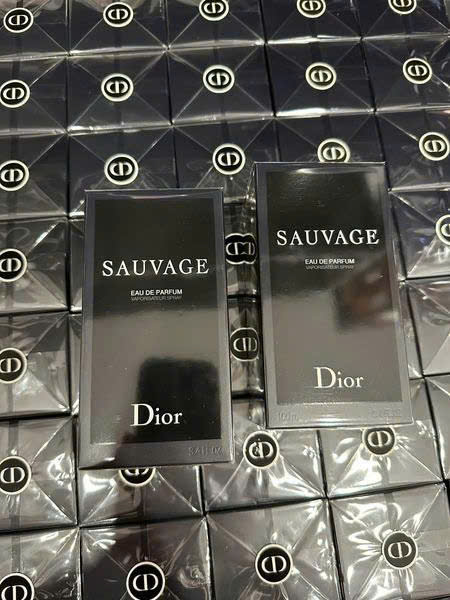 SAUVAGE
EAU DE PARFUM
VAPORISATEUR SPRAY
Dior
SAUVAGE
EAU DE PARFUM
VAPORISATEUR SPRAY
Dior